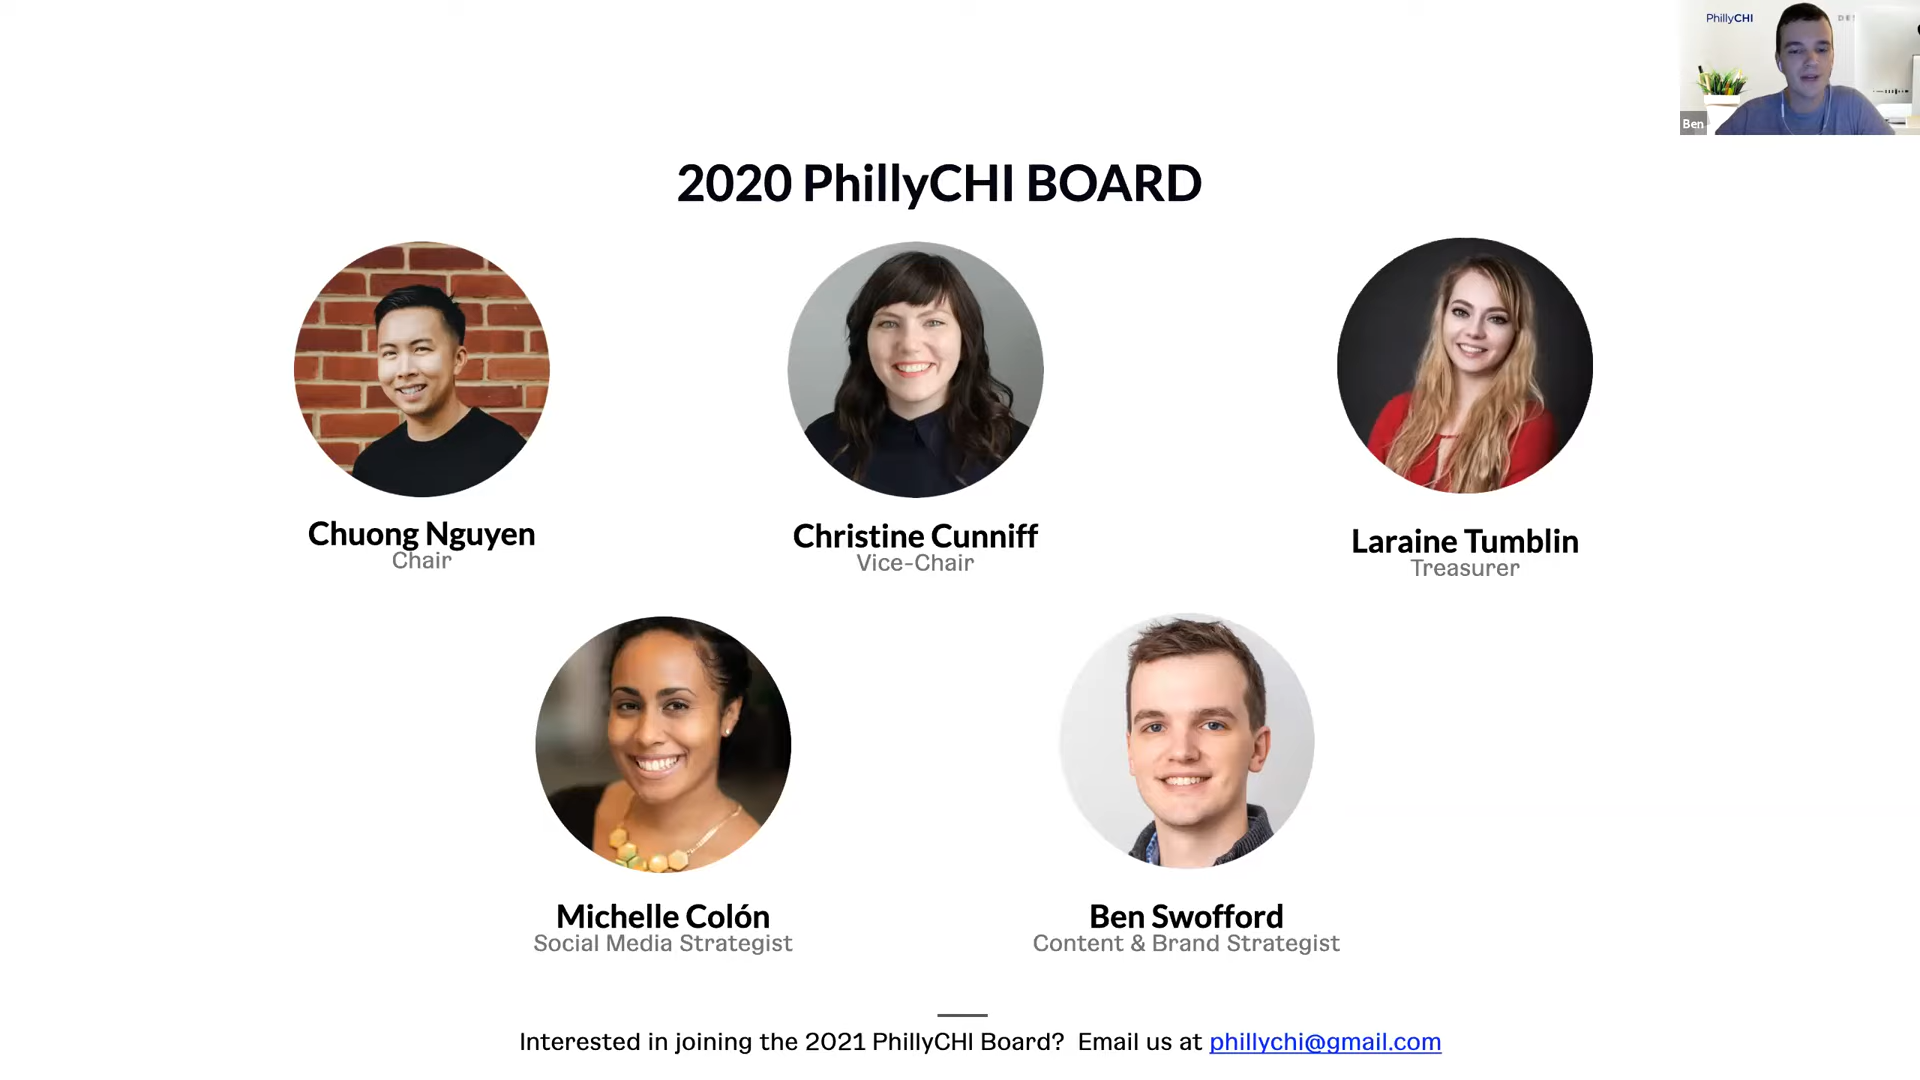 PhillyCHI
Ben
2020 PhillyCHI BOARD
Chuong Nguyen
Chair
Christine Cunniff
Vice-Chair
Laraine Tumblin
Treasurer
Michelle Colón
Social Media Strategist
Ben Swofford
Content & Brand Strategist
Interested in joining the 2021 PhillyCHI Board?  Email us at phillychi@gmail.com